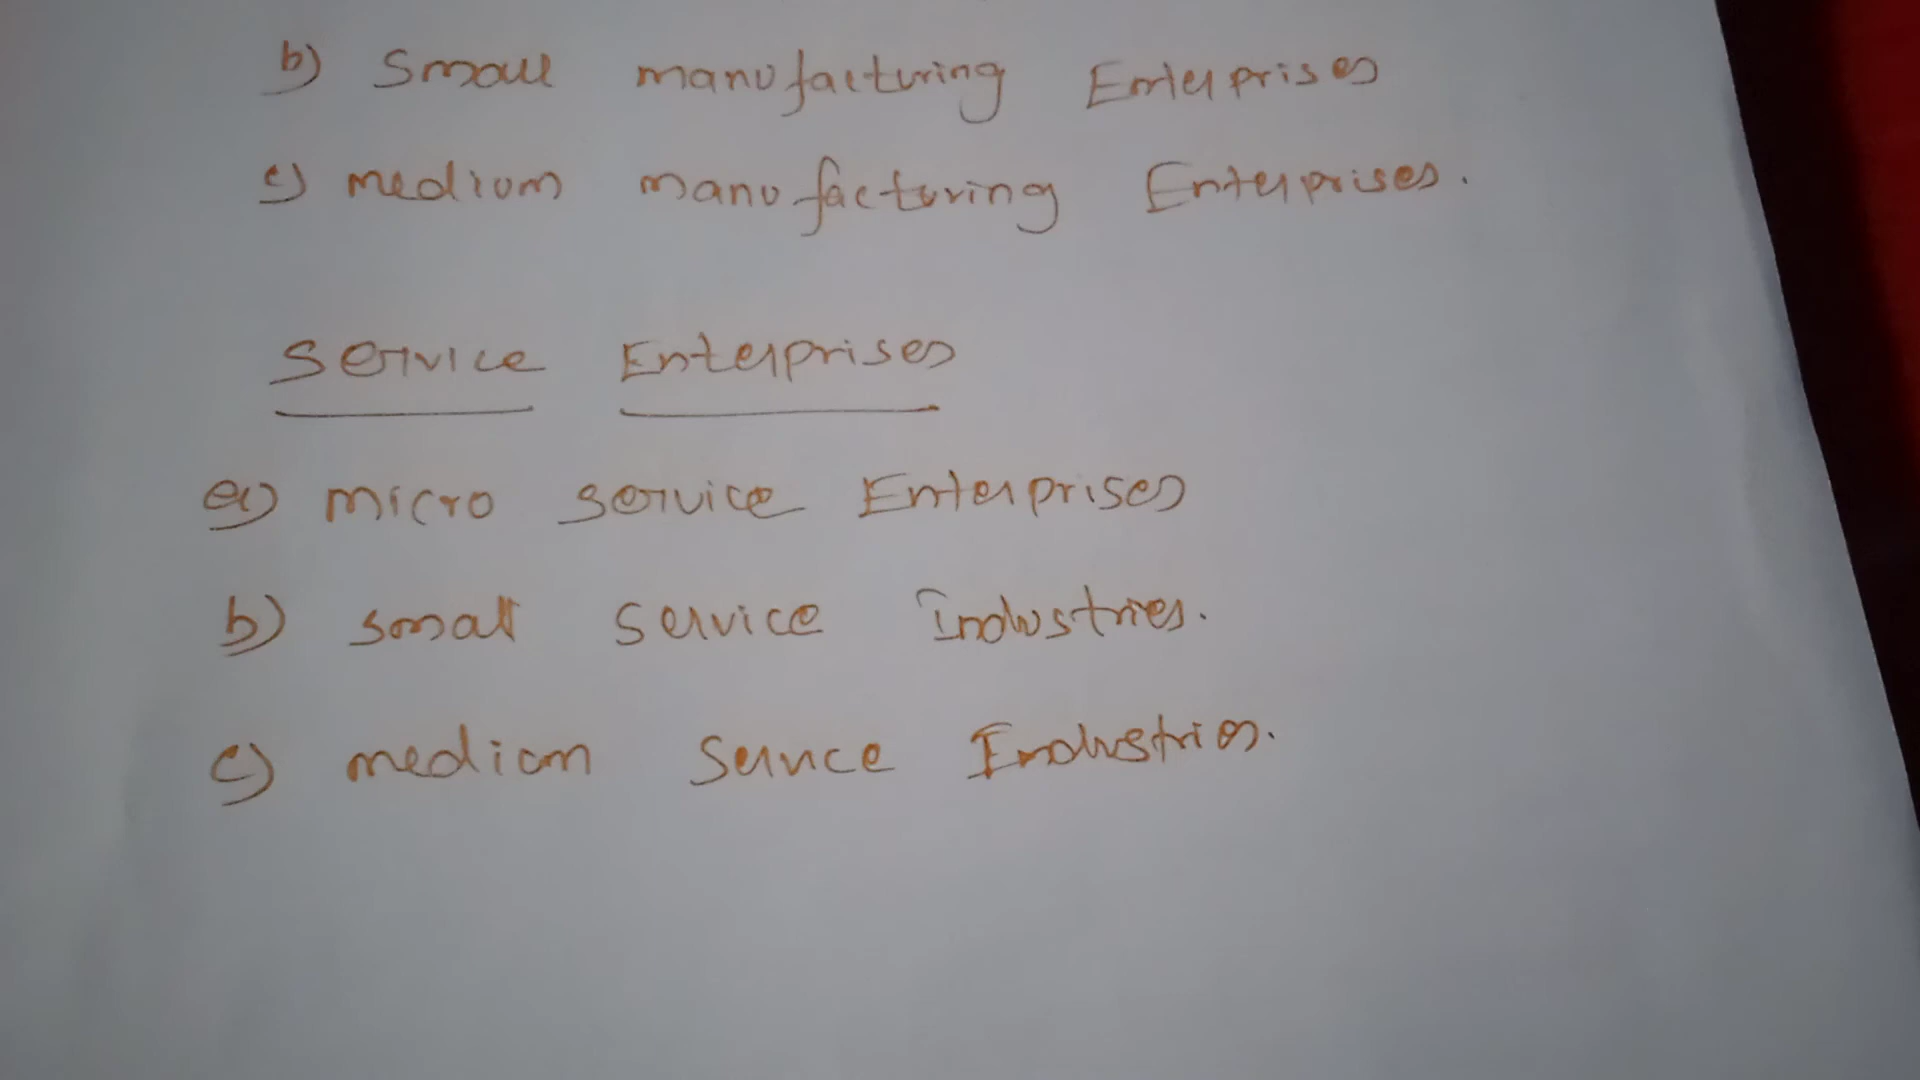 b) Small manufacturing Enterprises
c) medium manufacturing Enterprises.
Service Enterprises
a) micro service Enterprises
b) small service Industries.
c) medium service Industries.